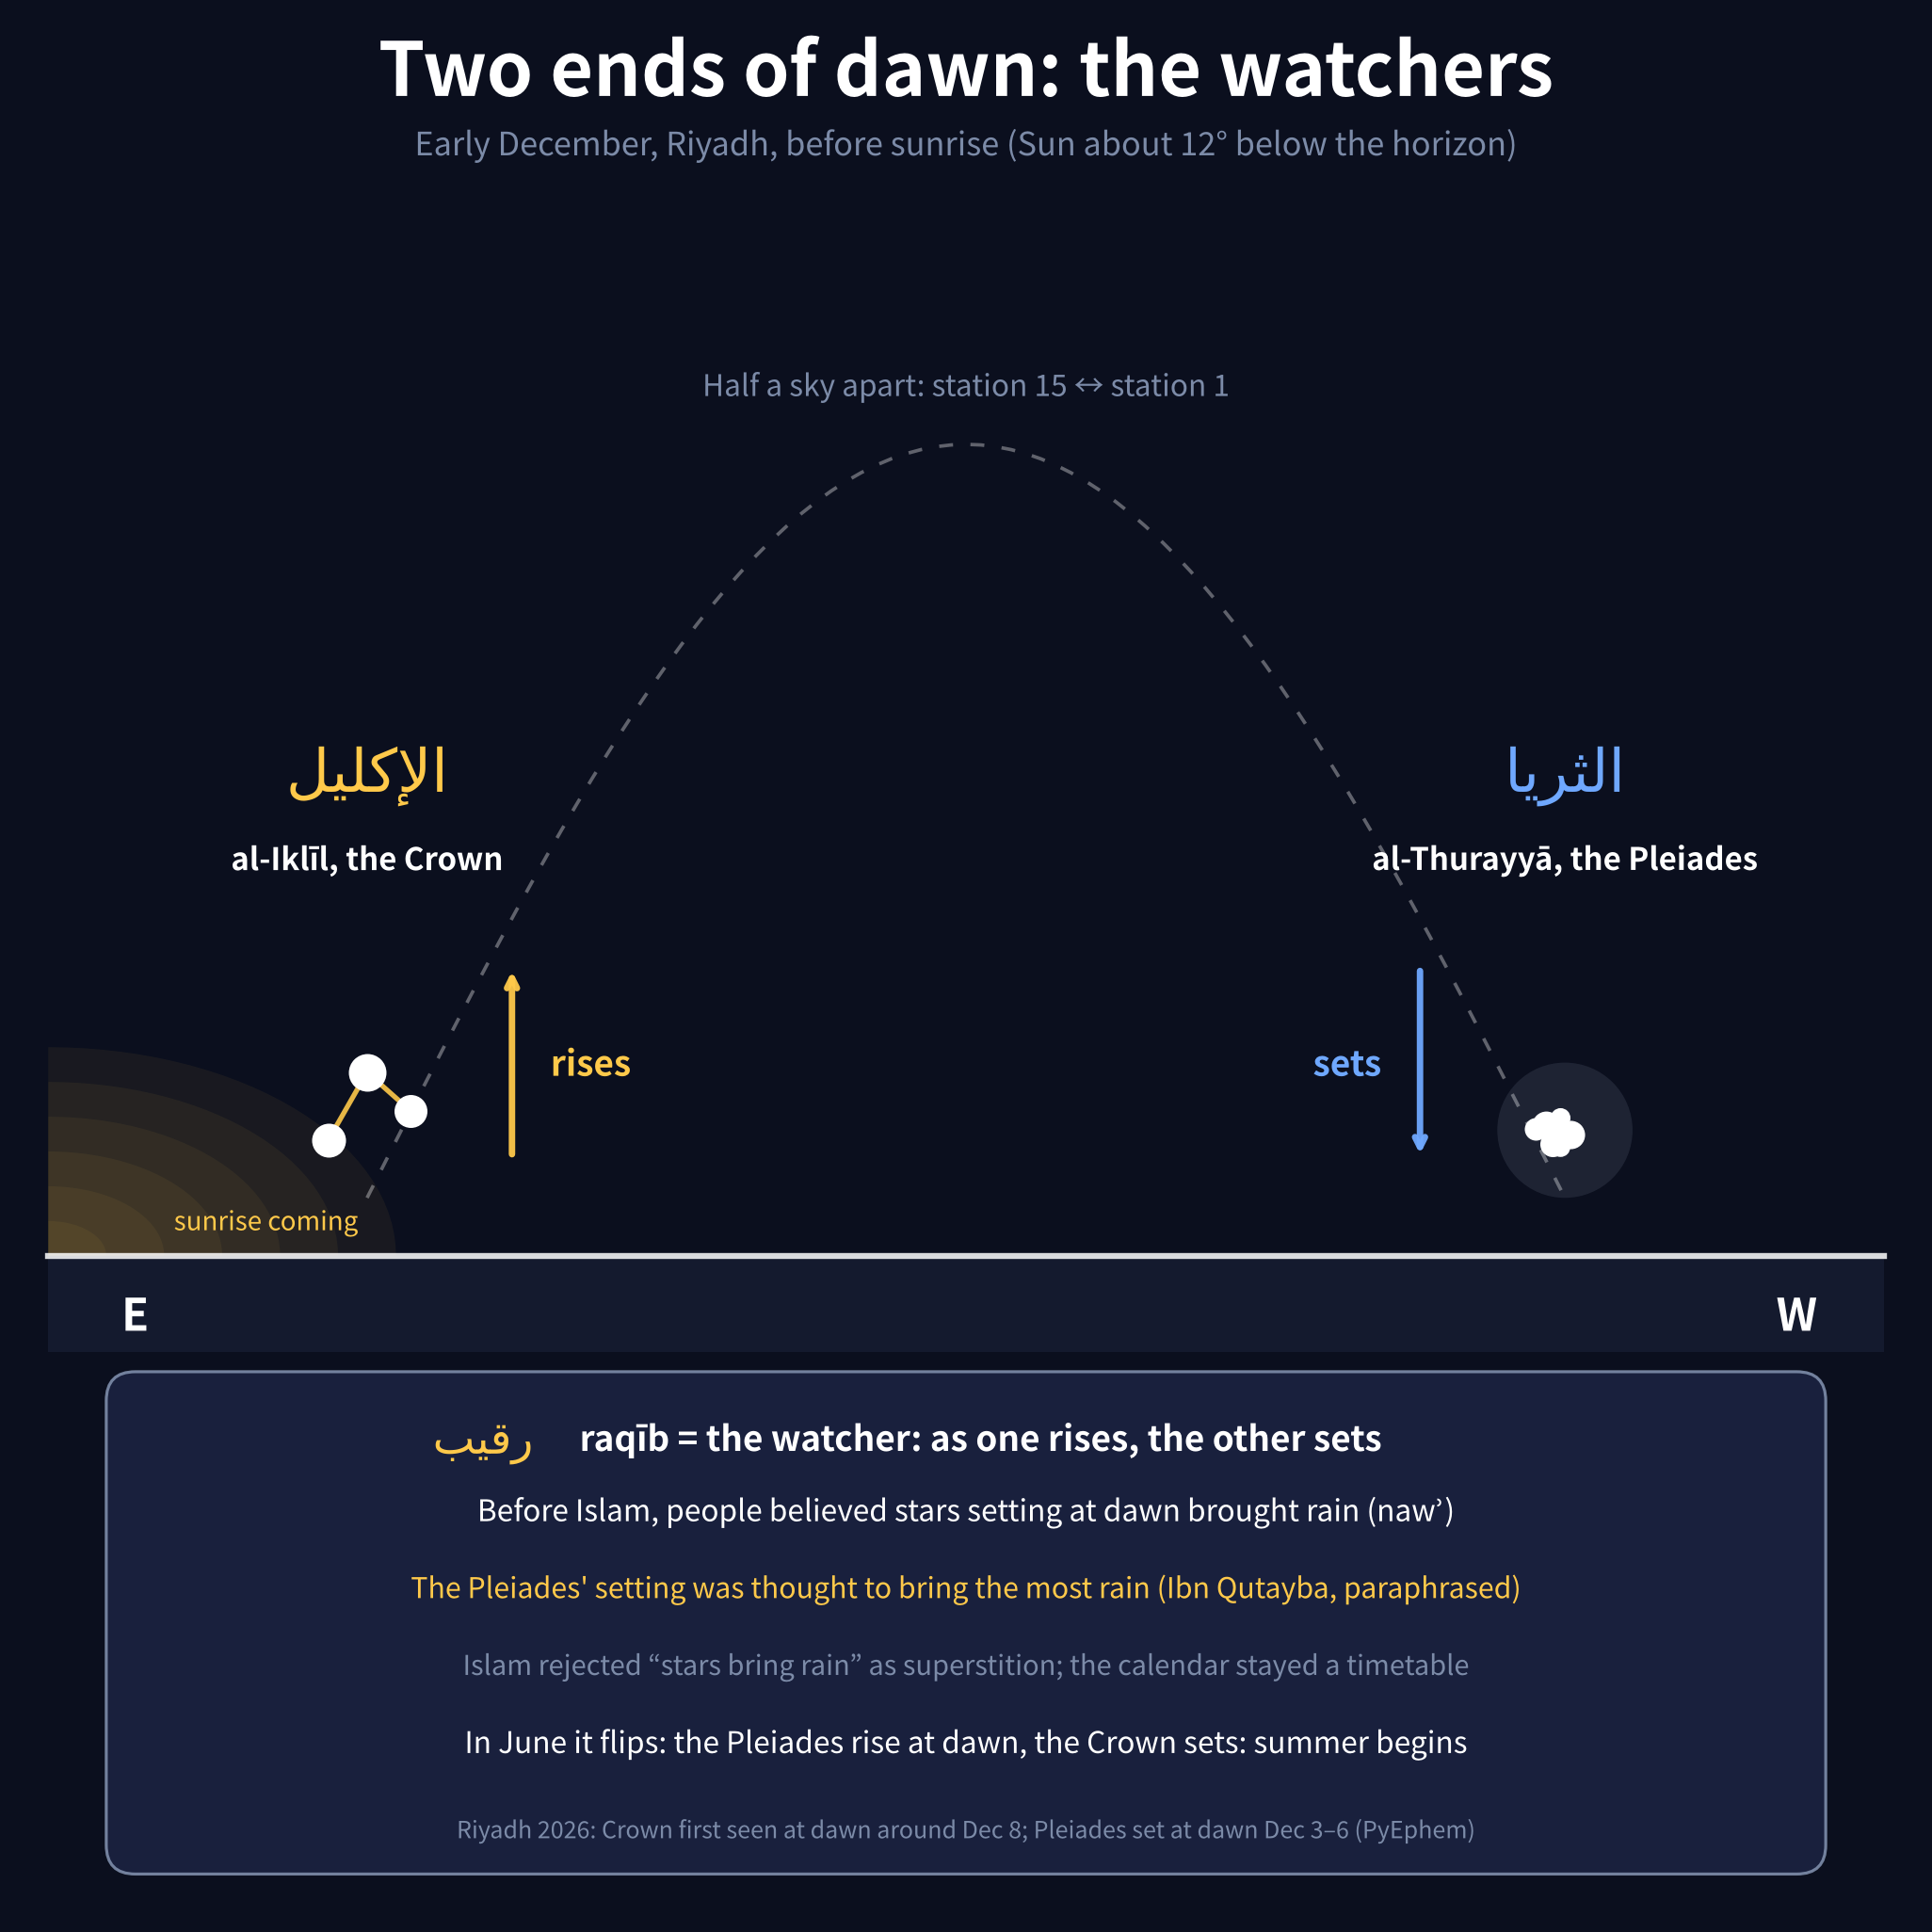 Two ends of dawn: the watchers
Early December, Riyadh, before sunrise (Sun about 12° below the horizon)
Half a sky apart: station 15 ↔ station 1
الإكليل
al-Iklīl, the Crown
الثريا
al-Thurayyā, the Pleiades
rises
sets
sunrise coming
E
W
رقيب raqīb = the watcher: as one rises, the other sets
Before Islam, people believed stars setting at dawn brought rain (nawʾ)
The Pleiades' setting was thought to bring the most rain (Ibn Qutayba, paraphrased)
Islam rejected “stars bring rain” as superstition; the calendar stayed a timetable
In June it flips: the Pleiades rise at dawn, the Crown sets: summer begins
Riyadh 2026: Crown first seen at dawn around Dec 8; Pleiades set at dawn Dec 3–6 (PyEphem)